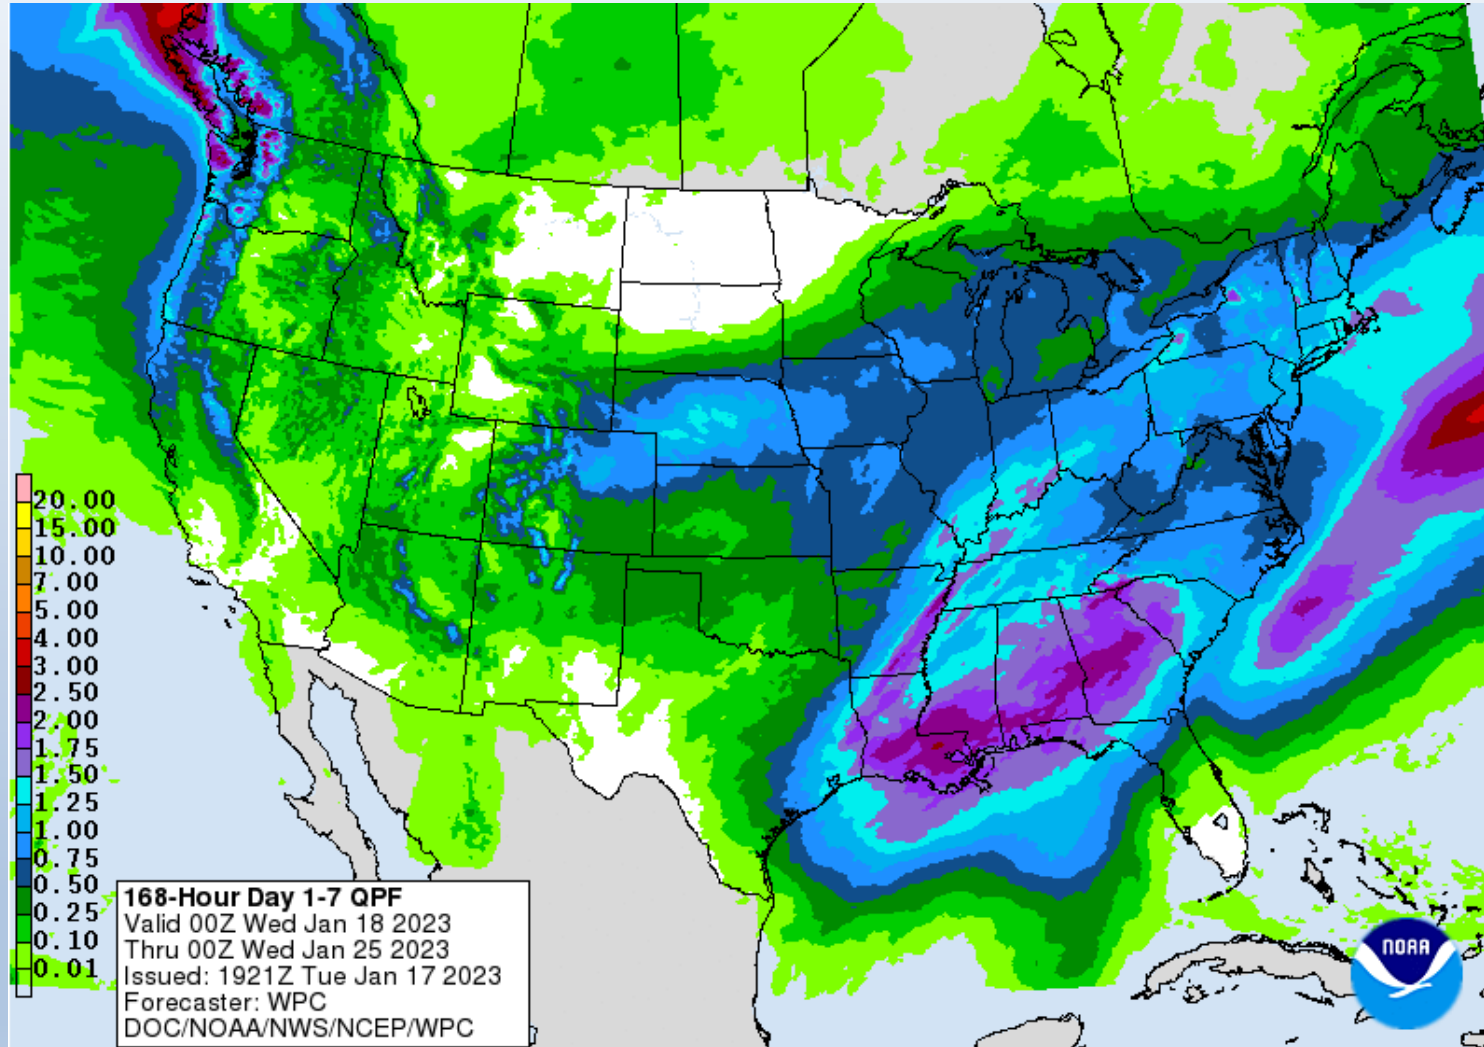 20.00
15.00
10.00
7.00
5.00
4.00
3.00
2.50
2.00
1.75
1.50
1.25
1.00
0.75
0.50
0.25
0.10
0.01
168-Hour Day 1-7 QPF
Valid 00Z Wed Jan 18 2023
Thru 00Z Wed Jan 25 2023
Issued: 1921Z Tue Jan 17 2023
Forecaster: WPC
DOC/NOAA/NWS/NCEP/WPC
NOAA